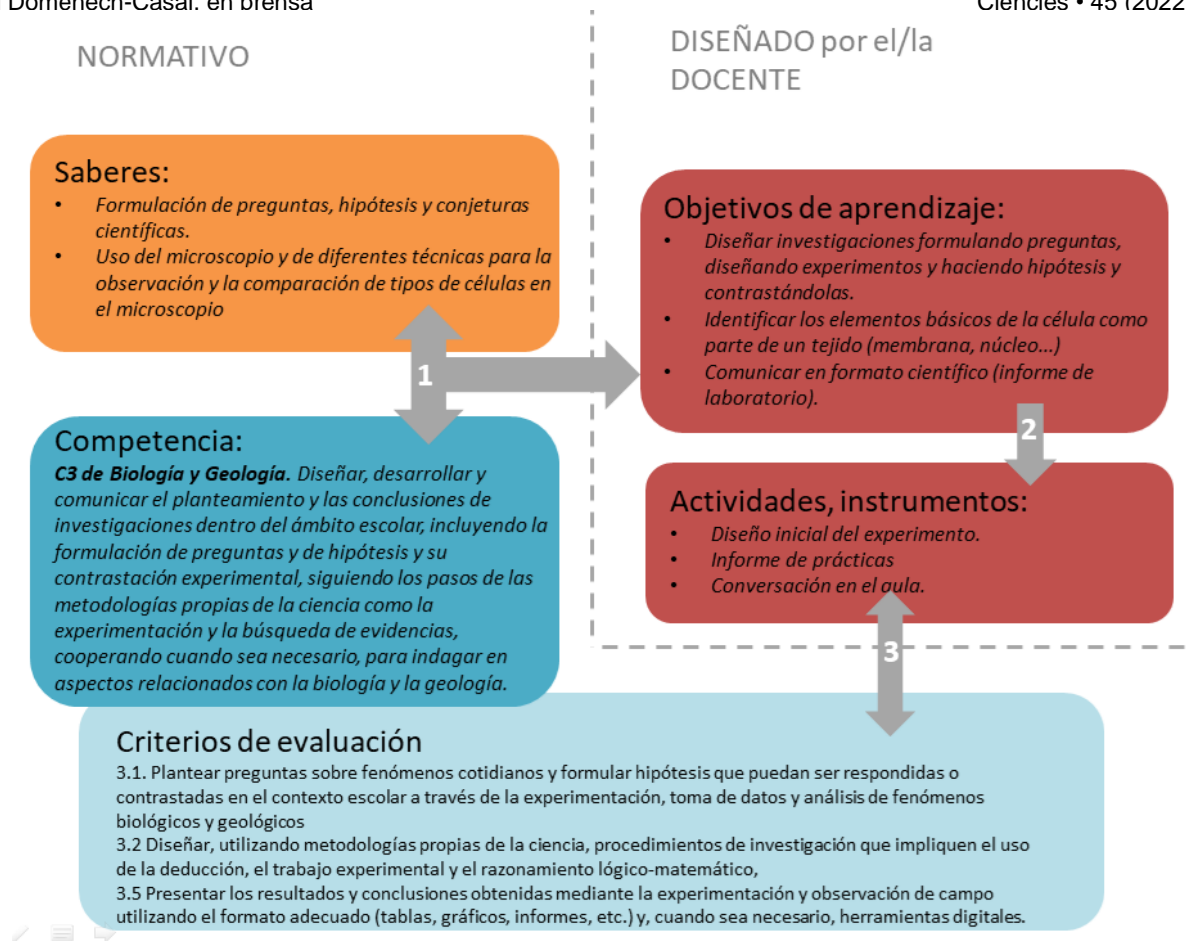 Domènech-Casal. en prensa
Ciències • 45 (2022
NORMATIVO
DISEÑADO por el/la
DOCENTE
Saberes:
• Formulación de preguntas, hipótesis y conjeturas
científicas.
• Uso del microscopio y de diferentes técnicas para la
observación y la comparación de tipos de células en
el microscopio
Objetivos de aprendizaje:
• Diseñar investigaciones formulando preguntas,
diseñando experimentos y haciendo hipótesis y
contrastándolas.
• Identificar los elementos básicos de la célula como
parte de un tejido (membrana, núcleo...)
• Comunicar en formato científico (informe de
laboratorio).
1
2
Competencia:
C3 de Biología y Geología. Diseñar, desarrollar y
comunicar el planteamiento y las conclusiones de
investigaciones dentro del ámbito escolar, incluyendo la
formulación de preguntas y de hipótesis y su
contrastación experimental, siguiendo los pasos de las
metodologías propias de la ciencia como la
experimentación y la búsqueda de evidencias,
cooperando cuando sea necesario, para indagar en
aspectos relacionados con la biología y la geología.
Actividades, instrumentos:
• Diseño inicial del experimento.
• Informe de prácticas
• Conversación en el aula.
3
Criterios de evaluación
3.1. Plantear preguntas sobre fenómenos cotidianos y formular hipótesis que puedan ser respondidas o
contrastadas en el contexto escolar a través de la experimentación, toma de datos y análisis de fenómenos
biológicos y geológicos
3.2 Diseñar, utilizando metodologías propias de la ciencia, procedimientos de investigación que impliquen el uso
de la deducción, el trabajo experimental y el razonamiento lógico-matemático,
3.5 Presentar los resultados y conclusiones obtenidas mediante la experimentación y observación de campo
utilizando el formato adecuado (tablas, gráficos, informes, etc.) y, cuando sea necesario, herramientas digitales.